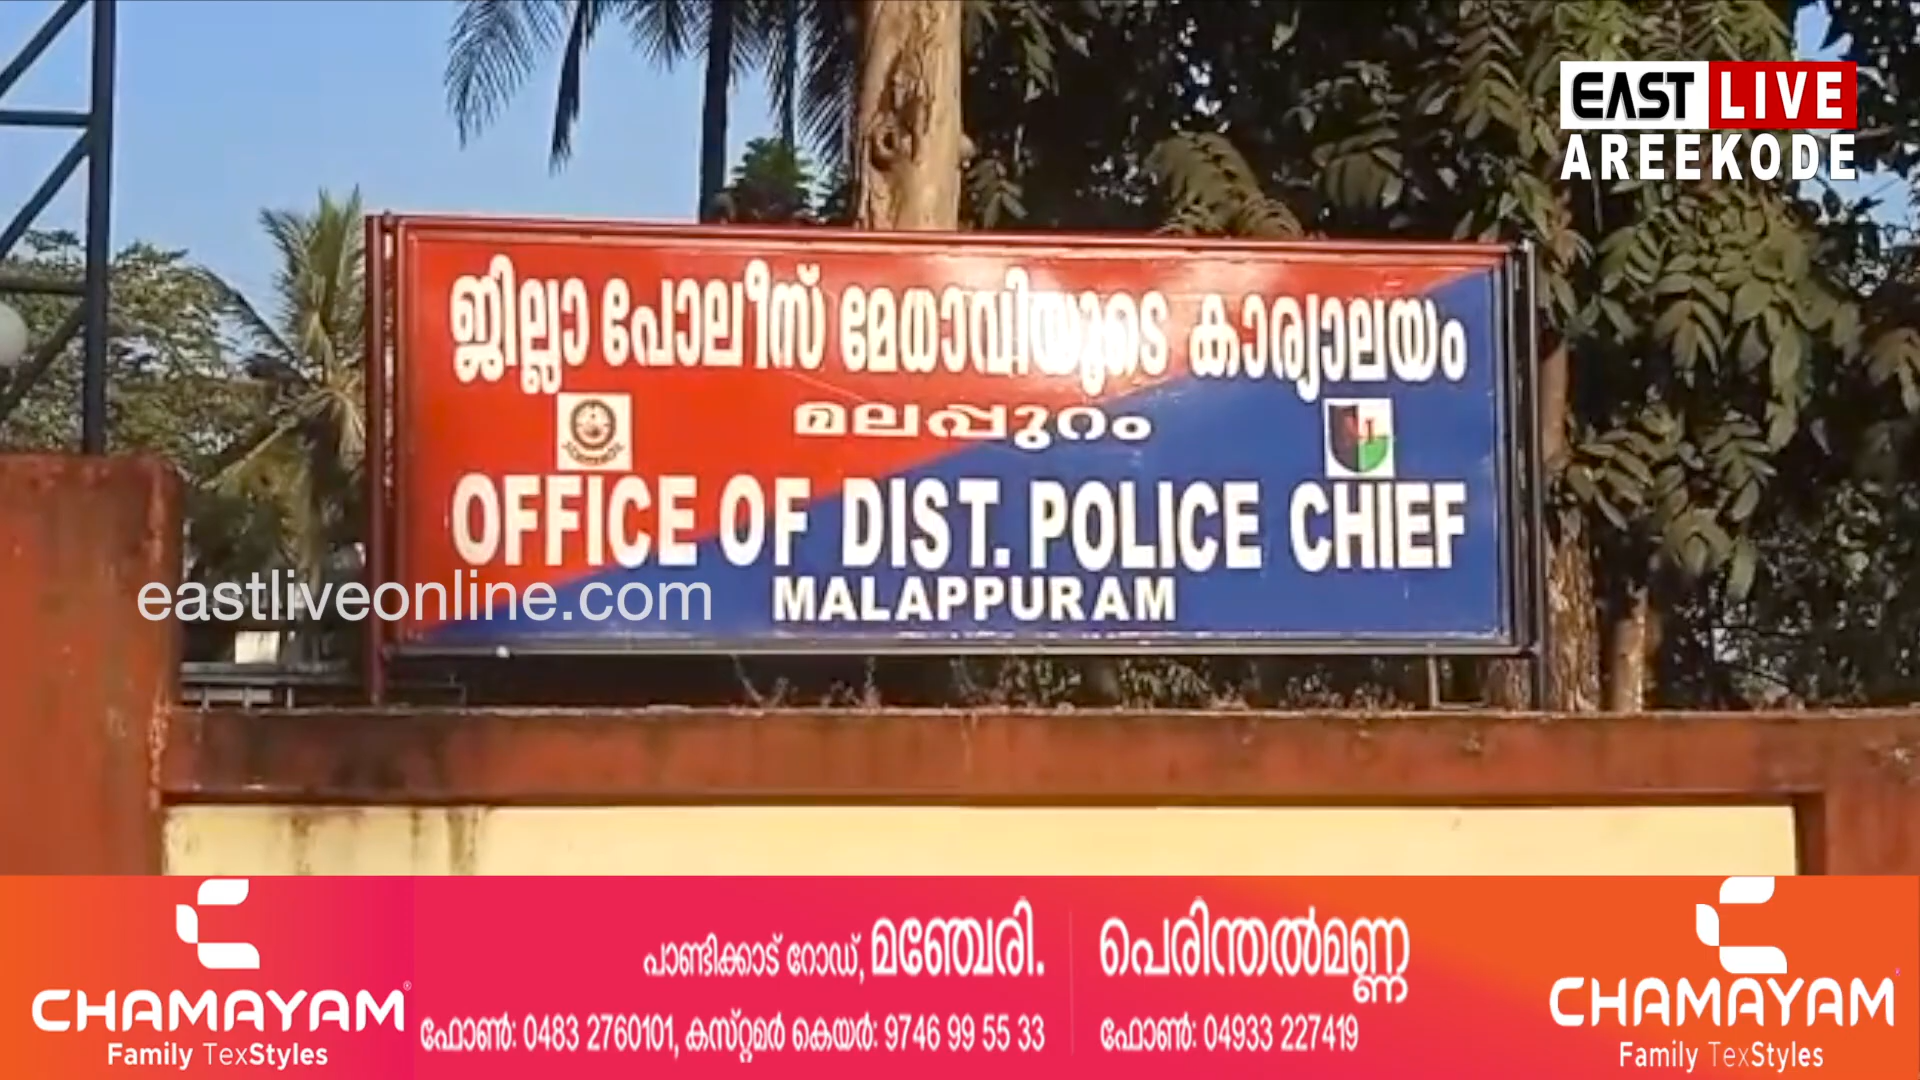 EAST LIVE
AREEKODE
ജില്ലാ പോലീസ് മേധാവിയുടെ കാര്യാലയം
മലപ്പുറം
OFFICE OF DIST. POLICE CHIEF
MALAPPURAM
eastliveonline.com
CHAMAYAM
Family TexStyles
പാണ്ടിക്കാട് റോഡ്, മഞ്ചേരി.
ഫോൺ: 0483 2760101, കസ്റ്റമർ കെയർ: 9746 99 55 33
പെരിന്തൽമണ്ണ
ഫോൺ: 04933 227419
CHAMAYAM
Family TexStyles